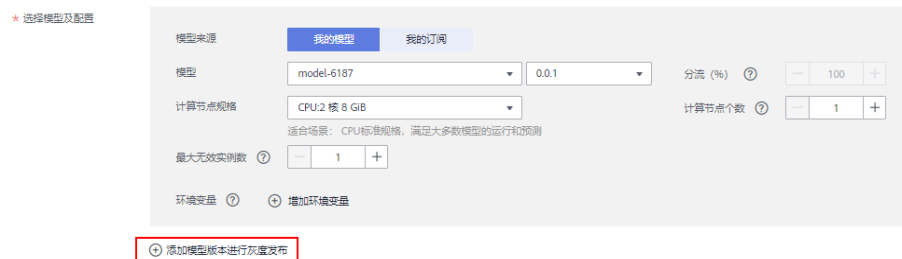 * 选择模型及配置
模型来源 我的模型 我的订阅
模型 model-6187 0.0.1 分流 (%) ? — 100 +
计算节点规格 CPU:2 核 8 GiB 计算节点个数 ? — 1 +
适合场景： CPU标准规格，满足大多数模型的运行和预测
最大无效实例数 ? — 1 +
环境变量 ? + 增加环境变量
+ 添加模型版本进行灰度发布